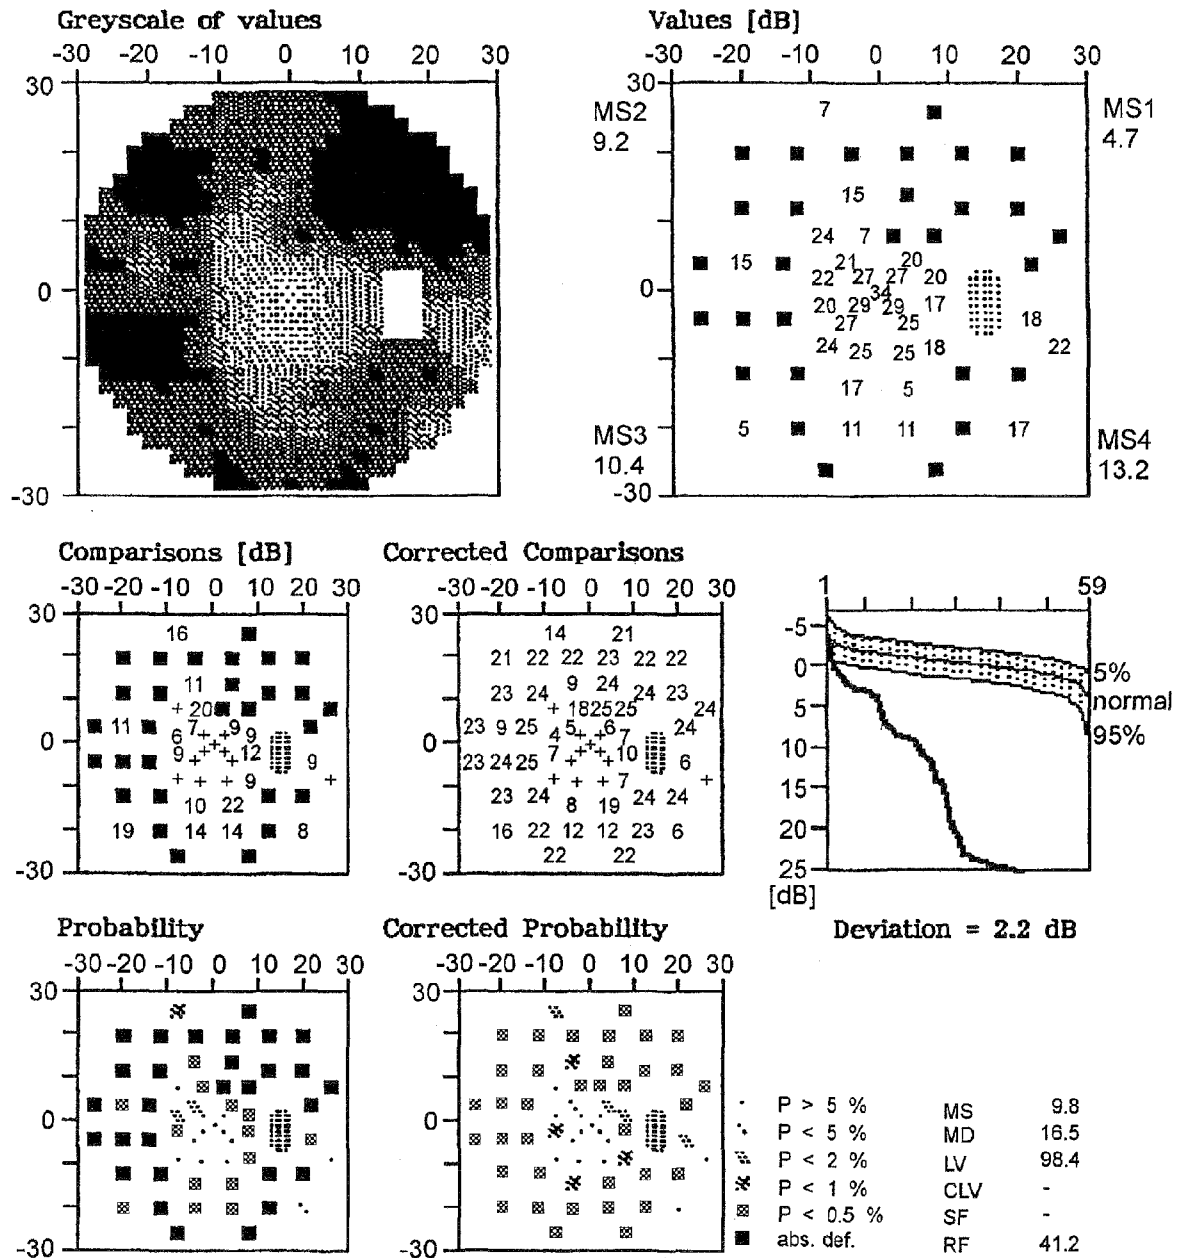 Greyscale of values
-30 -20 -10 0 10 20 30
30
0
-30
Values [dB]
-30 -20 -10 0 10 20 30
30
0
-30
MS2
9.2
MS1
4.7
MS3
10.4
MS4
13.2
7
15
24 7
15 21 20
22 27 27 20
34
20 29 29 17
27 25 18
24 25 25 18 22
17 5
5 11 11 17
Comparisons [dB]
-30 -20 -10 0 10 20 30
30
0
-30
16
11
20
11 7 9
6 9
9 12 9
9
10 22
19 14 14 8
Corrected Comparisons
-30 -20 -10 0 10 20 30
30
0
-30
14 21
21 22 22 23 22 22
9 24
23 24 24 23
18 25 25 24
23 9 25 5 6 24
4 7
7 10
23 24 25 6
7
23 24 24 24
8 19
16 22 12 12 23 6
22 22
1 59
-5
0
5
10
15
20
25
[dB]
5%
normal
95%
Deviation = 2.2 dB
Probability
-30 -20 -10 0 10 20 30
30
0
-30
Corrected Probability
-30 -20 -10 0 10 20 30
30
0
-30
P > 5 %
P < 5 %
P < 2 %
P < 1 %
P < 0.5 %
abs. def.
MS 9.8
MD 16.5
LV 98.4
CLV -
SF -
RF 41.2